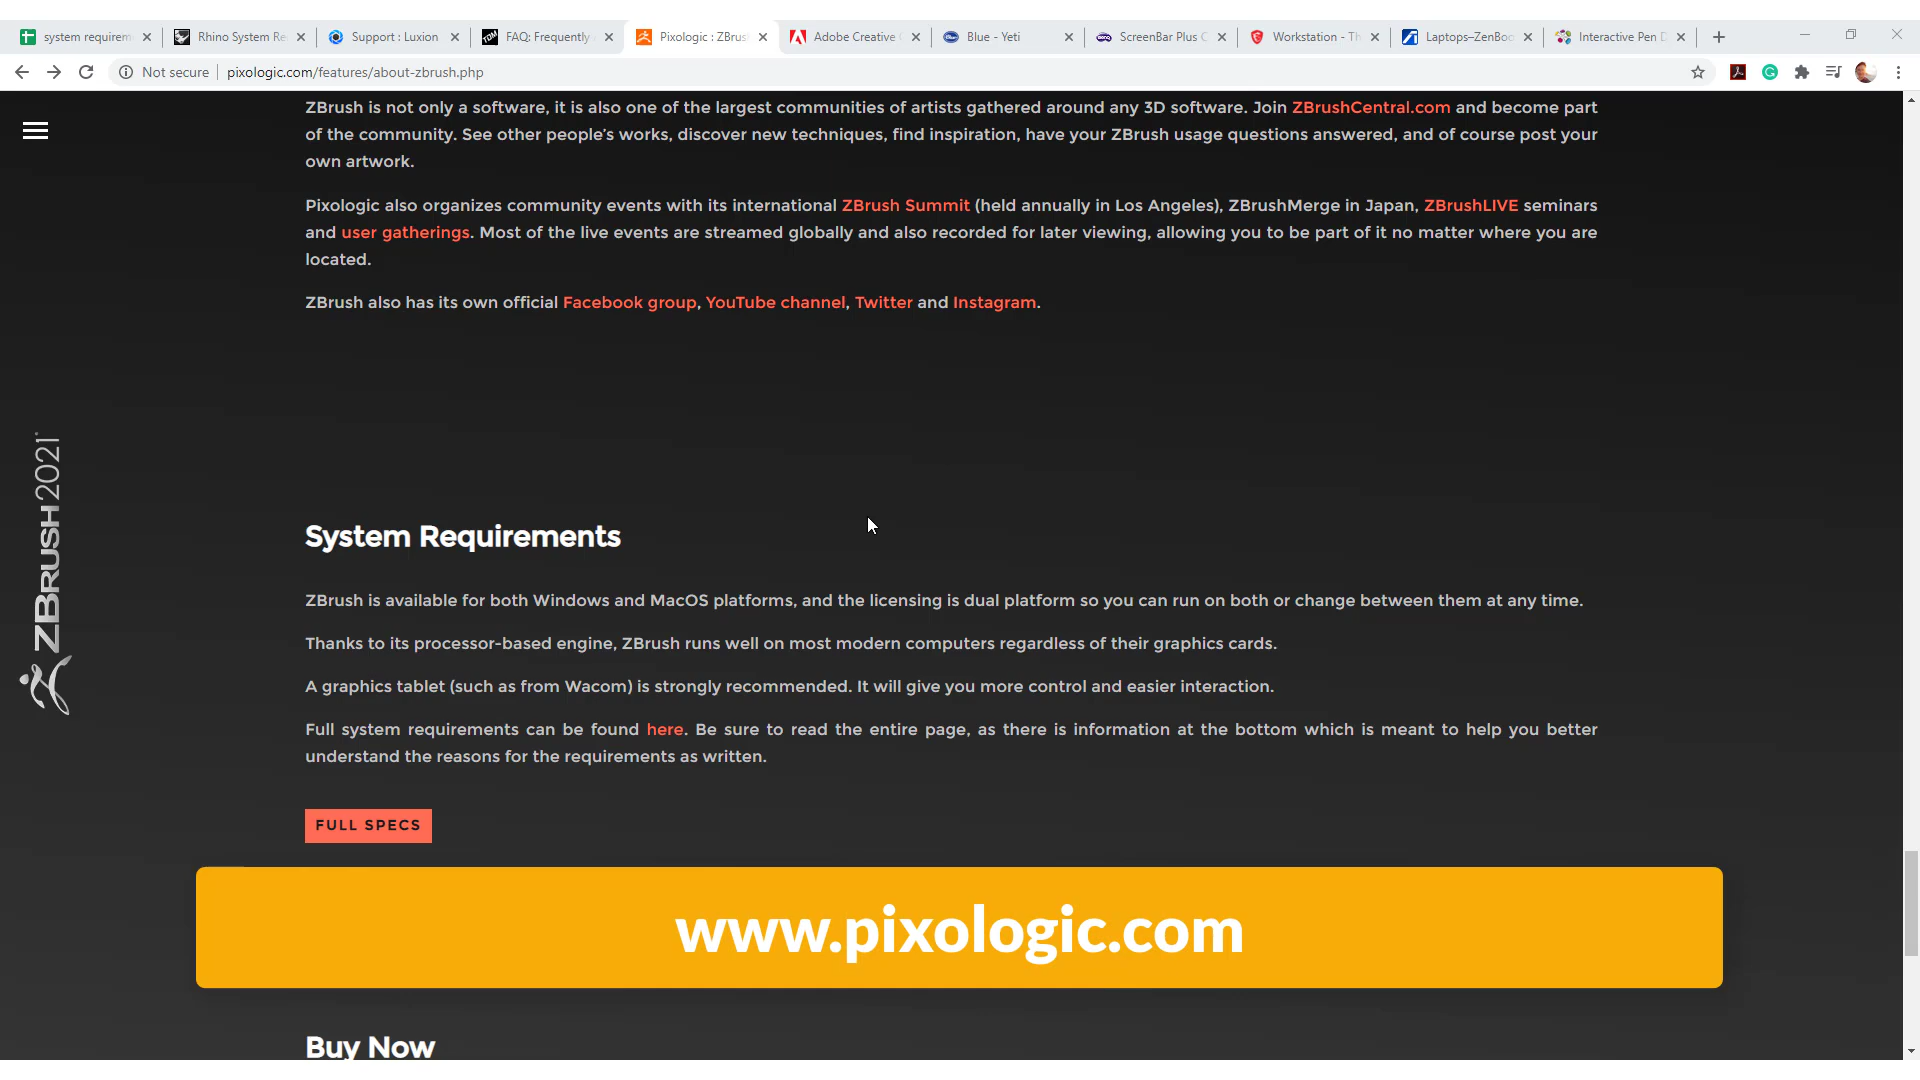 system requirem
Rhino System Re
Support : Luxion
FAQ: Frequently
Pixologic : ZBrus
Adobe Creative
Blue - Yeti
ScreenBar Plus
Workstation - Th
Laptops–ZenBoo
Interactive Pen D
Not secure
pixologic.com/features/about-zbrush.php
ZBrush is not only a software, it is also one of the largest communities of artists gathered around any 3D software. Join ZBrushCentral.com and become part
of the community. See other people's works, discover new techniques, find inspiration, have your ZBrush usage questions answered, and of course post your
own artwork.
Pixologic also organizes community events with its international ZBrush Summit (held annually in Los Angeles), ZBrushMerge in Japan, ZBrushLIVE seminars
and user gatherings. Most of the live events are streamed globally and also recorded for later viewing, allowing you to be part of it no matter where you are
located.
ZBrush also has its own official Facebook group, YouTube channel, Twitter and Instagram.
ZBRUSH 2021
System Requirements
ZBrush is available for both Windows and MacOS platforms, and the licensing is dual platform so you can run on both or change between them at any time.
Thanks to its processor-based engine, ZBrush runs well on most modern computers regardless of their graphics cards.
A graphics tablet (such as from Wacom) is strongly recommended. It will give you more control and easier interaction.
Full system requirements can be found here. Be sure to read the entire page, as there is information at the bottom which is meant to help you better
understand the reasons for the requirements as written.
FULL SPECS
www.pixologic.com
Buy Now